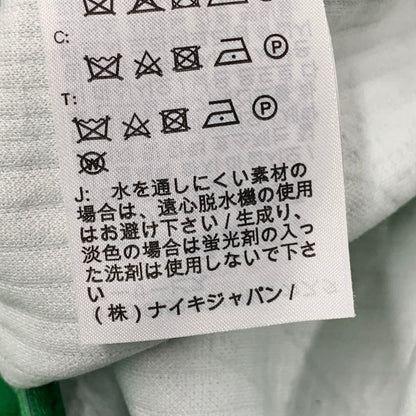 C:
P
T:
P
W
J: 水を通しにくい素材の
場合は、遠心脱水機の使用
はお避け下さい / 生成り、
淡色の場合は蛍光剤の入っ
た洗剤は使用しないで下さ
い
(株) ナイキジャパン /